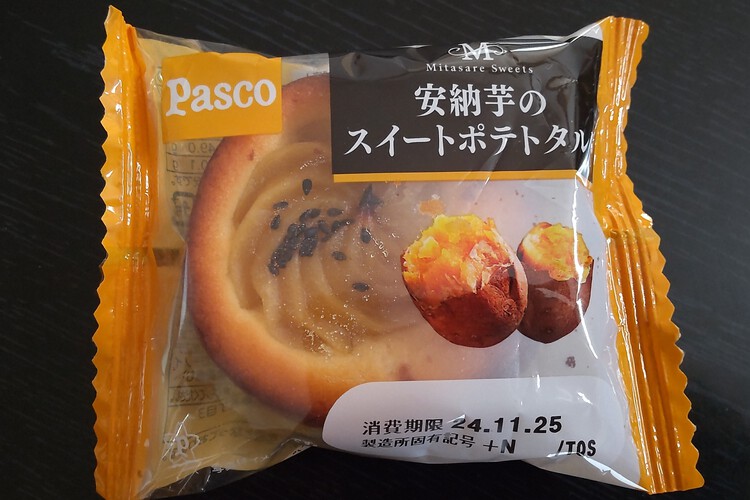 Pasco
M
Mitasare Sweets
安納芋の
スイートポテトタル
消費期限 24.11.25
製造所固有記号 +N /TOS